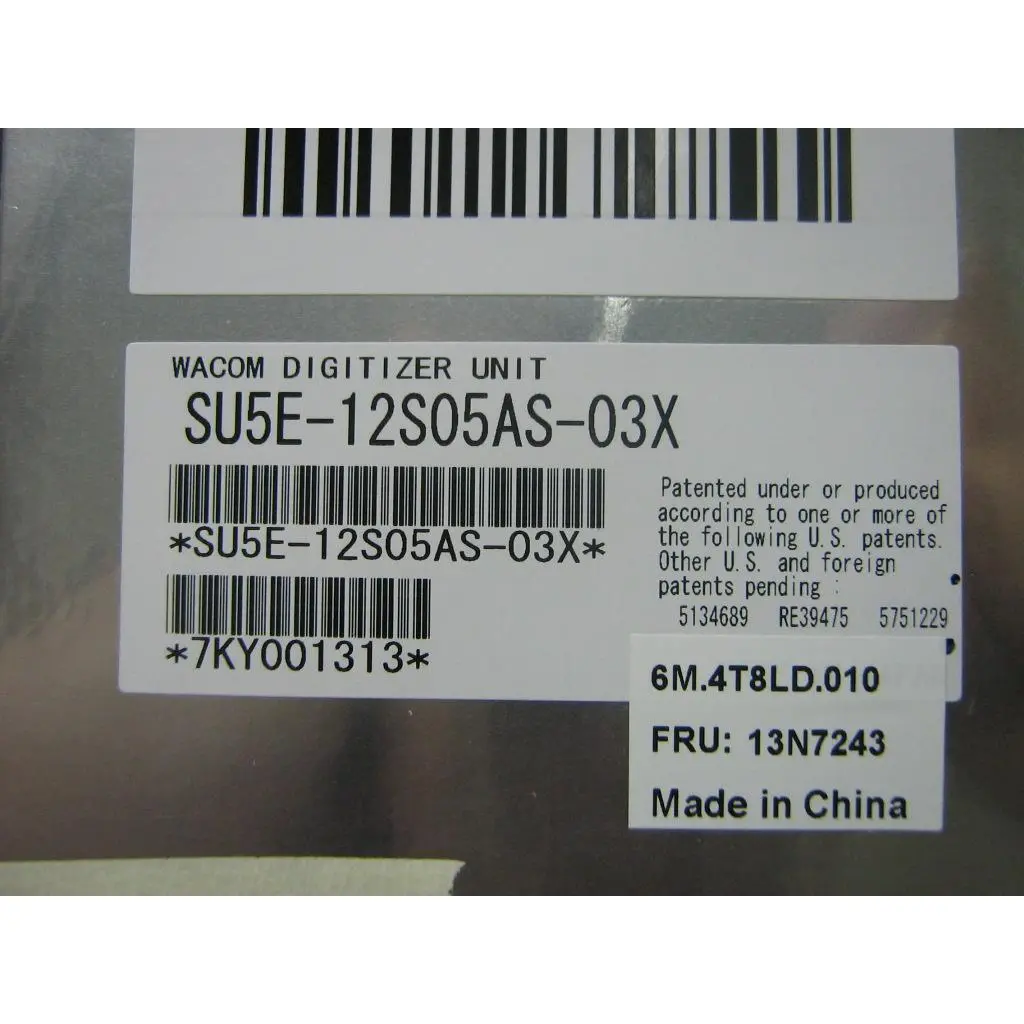 WACOM DIGITIZER UNIT
SU5E-12S05AS-03X
*SU5E-12S05AS-03X*
*7KY001313*
Patented under or produced
according to one or more of
the following U.S. patents.
Other U.S. and foreign
patents pending :
5134689 RE39475 5751229
6M.4T8LD.010
FRU: 13N7243
Made in China